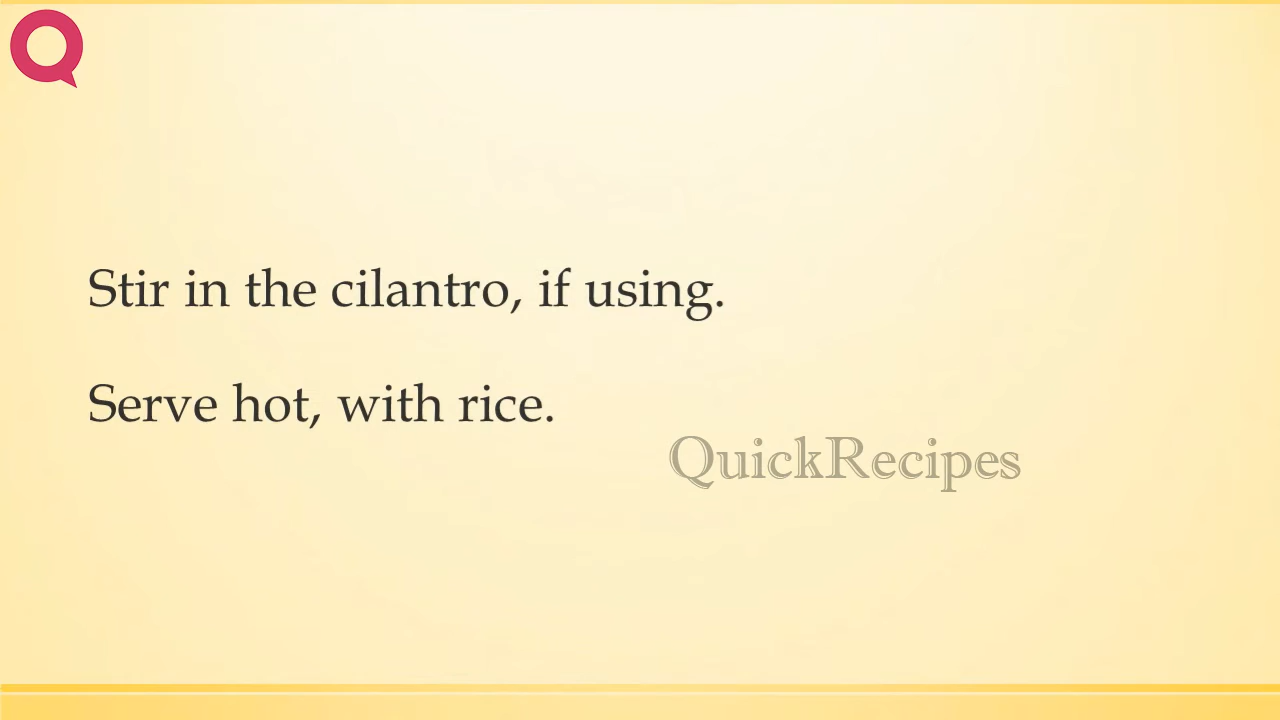 Stir in the cilantro, if using.
Serve hot, with rice.
QuickRecipes